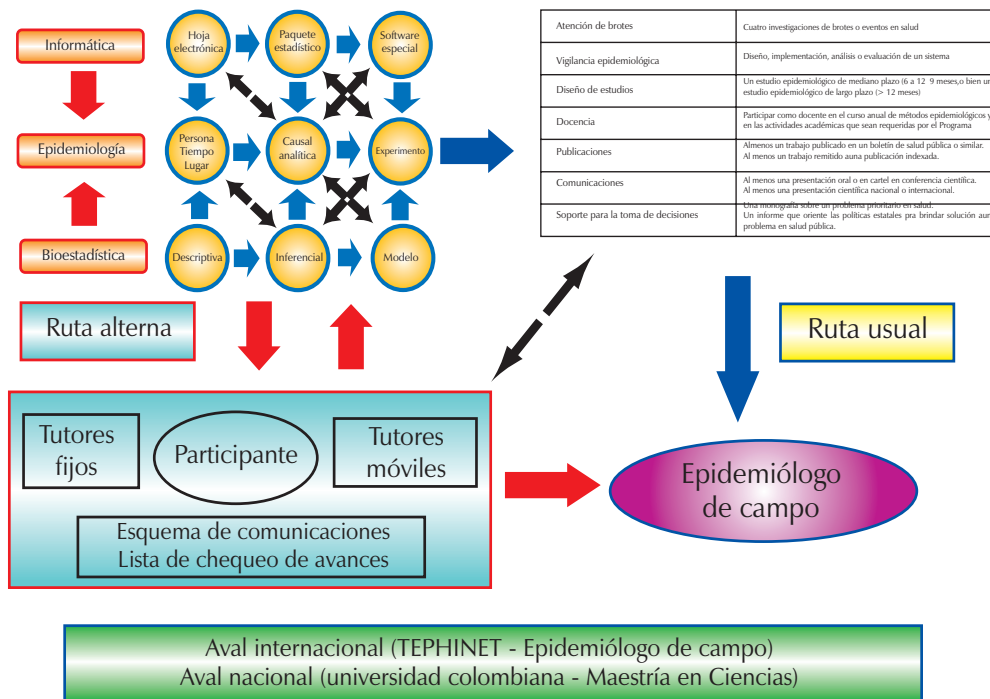 Informática
Hoja
electrónica
Paquete
estadístico
Software
especial
Epidemiología
Persona
Tiempo
Lugar
Causal
analítica
Experimento
Bioestadística
Descriptiva
Inferencial
Modelo
Atención de brotes
Cuatro investigaciones de brotes o eventos en salud
Vigilancia epidemiológica
Diseño, implementación, análisis o evaluación de un sistema
Diseño de estudios
Un estudio epidemiológico de mediano plazo (6 a 12 9 meses,o bien un
estudio epidemiológico de largo plazo (> 12 meses)
Docencia
Participar como docente en el curso anual de métodos epidemiológicos y
en las actividades académicas que sean requeridas por el Programa
Publicaciones
Almenos un trabajo publicado en un boletín de salud pública o similar.
Al menos un trabajo remitido auna publicación indexada.
Comunicaciones
Al menos una presentación oral o en cartel en conferencia científica.
Al menos una presentación científica nacional o internacional.
Soporte para la toma de decisiones
Una monografía sobre un problema prioritario en salud.
Un informe que oriente las políticas estatales pra brindar solución aun
problema en salud pública.
Ruta alterna
Ruta usual
Tutores
fijos
Participante
Tutores
móviles
Esquema de comunicaciones
Lista de chequeo de avances
Epidemiólogo
de campo
Aval internacional (TEPHINET - Epidemiólogo de campo)
Aval nacional (universidad colombiana - Maestría en Ciencias)